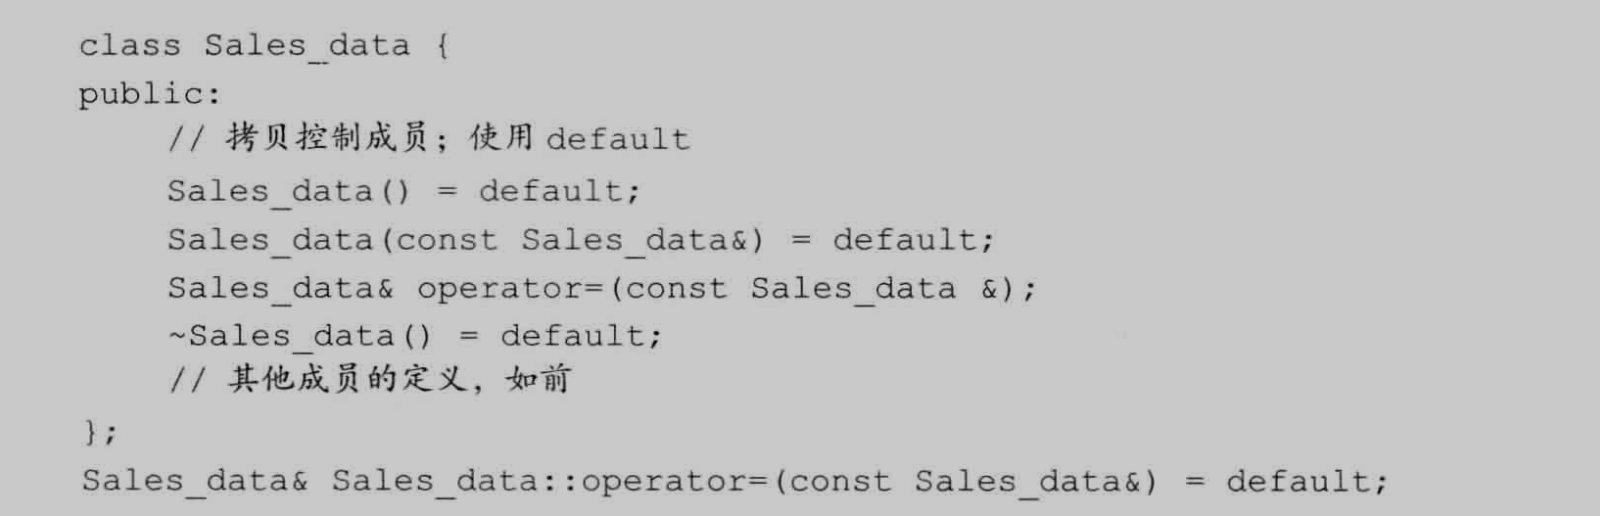 class Sales_data {
public:
// 拷贝控制成员；使用 default
Sales_data() = default;
Sales_data(const Sales_data&) = default;
Sales_data& operator=(const Sales_data &);
~Sales_data() = default;
// 其他成员的定义，如前
};
Sales_data& Sales_data::operator=(const Sales_data&) = default;